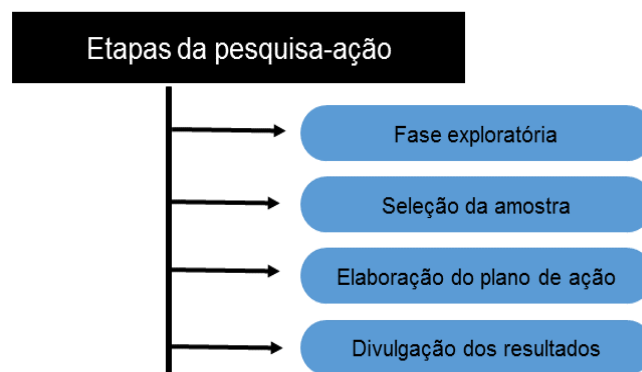 Etapas da pesquisa-ação
Fase exploratória
Seleção da amostra
Elaboração do plano de ação
Divulgação dos resultados